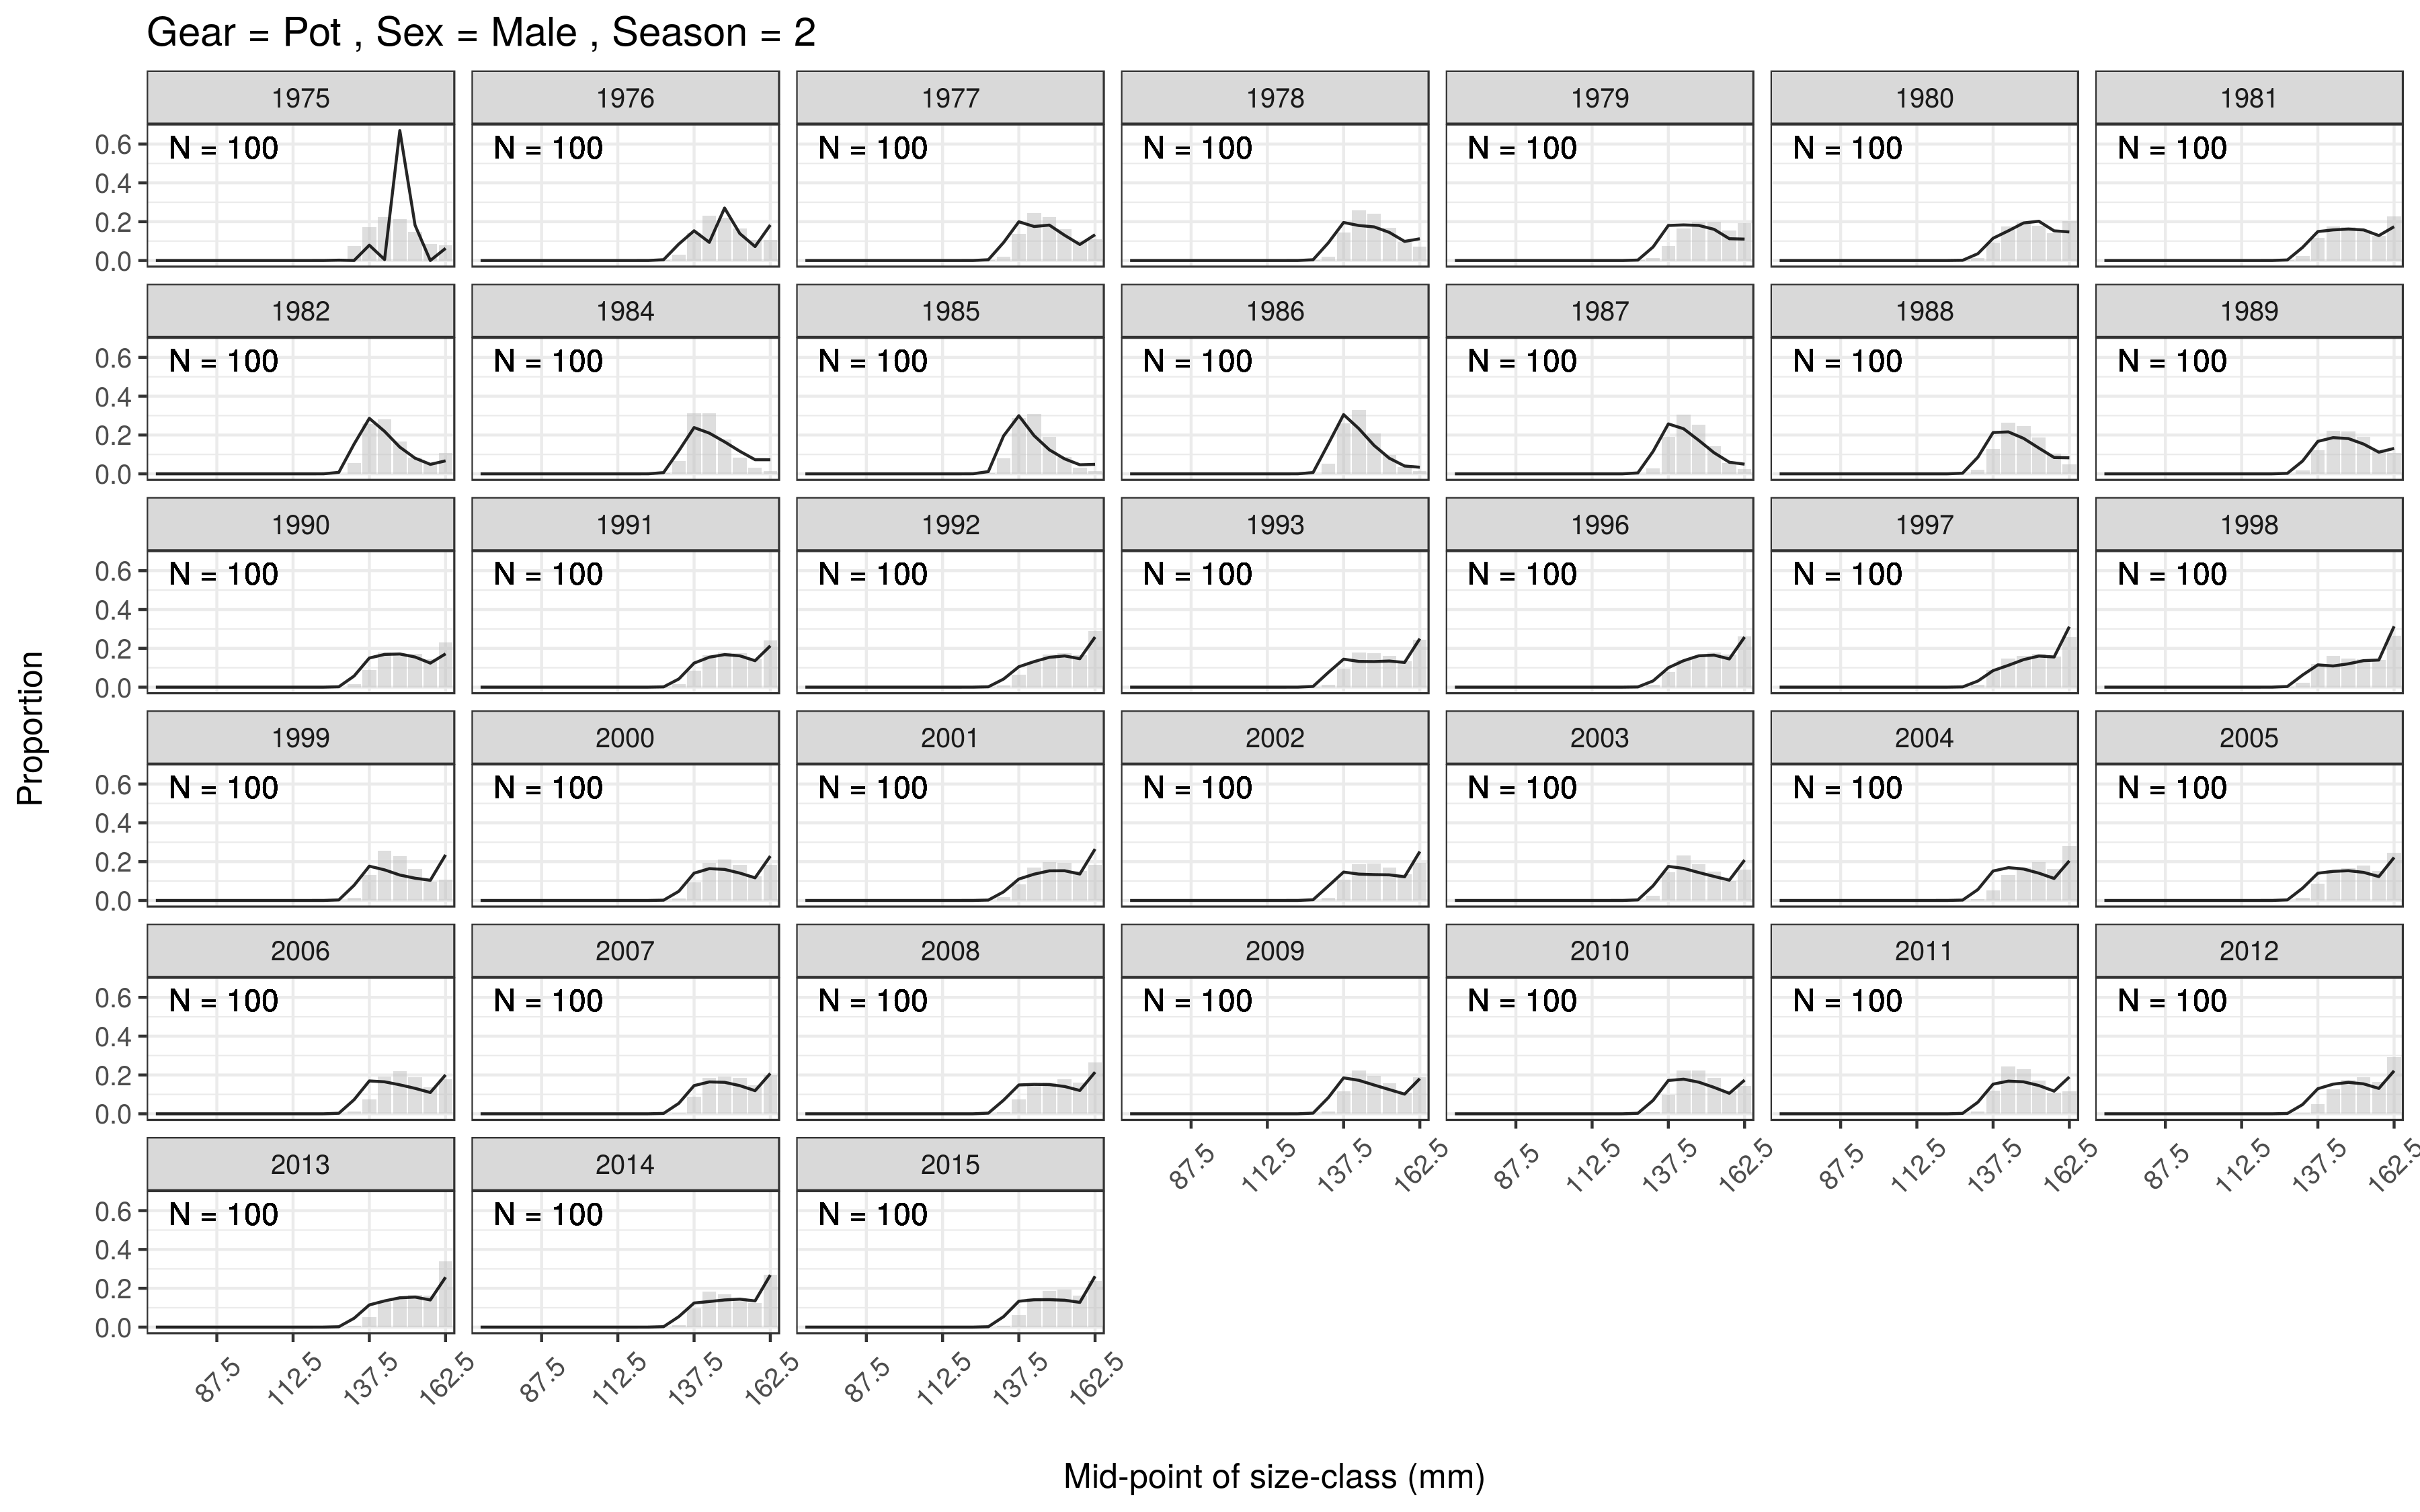 Gear = Pot , Sex = Male , Season = 2
1975 1976 1977 1978 1979 1980 1981
0.6 N = 100 N = 100 N = 100 N = 100 N = 100 N = 100 N = 100
0.4
0.2
0.0
1982 1984 1985 1986 1987 1988 1989
0.6 N = 100 N = 100 N = 100 N = 100 N = 100 N = 100 N = 100
0.4
0.2
0.0
1990 1991 1992 1993 1996 1997 1998
0.6 N = 100 N = 100 N = 100 N = 100 N = 100 N = 100 N = 100
0.4
0.2
0.0
Proportion
1999 2000 2001 2002 2003 2004 2005
0.6 N = 100 N = 100 N = 100 N = 100 N = 100 N = 100 N = 100
0.4
0.2
0.0
2006 2007 2008 2009 2010 2011 2012
0.6 N = 100 N = 100 N = 100 N = 100 N = 100 N = 100 N = 100
0.4
0.2
0.0
87.5 112.5 137.5 162.5 87.5 112.5 137.5 162.5 87.5 112.5 137.5 162.5 87.5 112.5 137.5 162.5
2013 2014 2015
0.6 N = 100 N = 100 N = 100
0.4
0.2
0.0
87.5 112.5 137.5 162.5 87.5 112.5 137.5 162.5 87.5 112.5 137.5 162.5
Mid-point of size-class (mm)